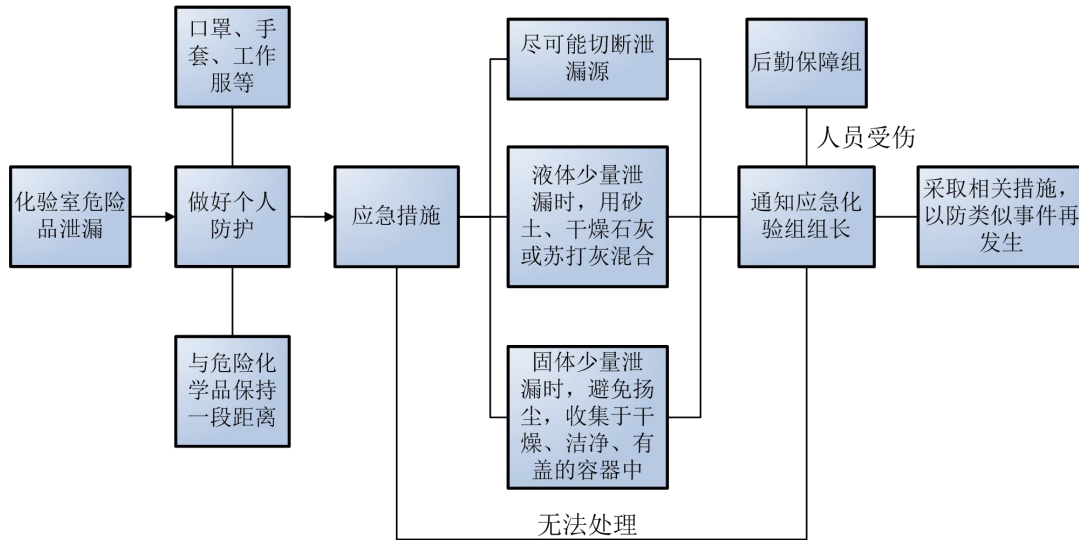 口罩、手
套、工作
服等
尽可能切断泄
漏源
后勤保障组
人员受伤
化验室危险
品泄漏
做好个人
防护
应急措施
液体少量泄
漏时，用砂
土、干燥石灰
或苏打灰混合
通知应急化
验组组长
采取相关措施，
以防类似事件再
发生
与危险化
学品保持
一段距离
固体少量泄
漏时，避免扬
尘，收集于干
燥、洁净、有
盖的容器中
无法处理